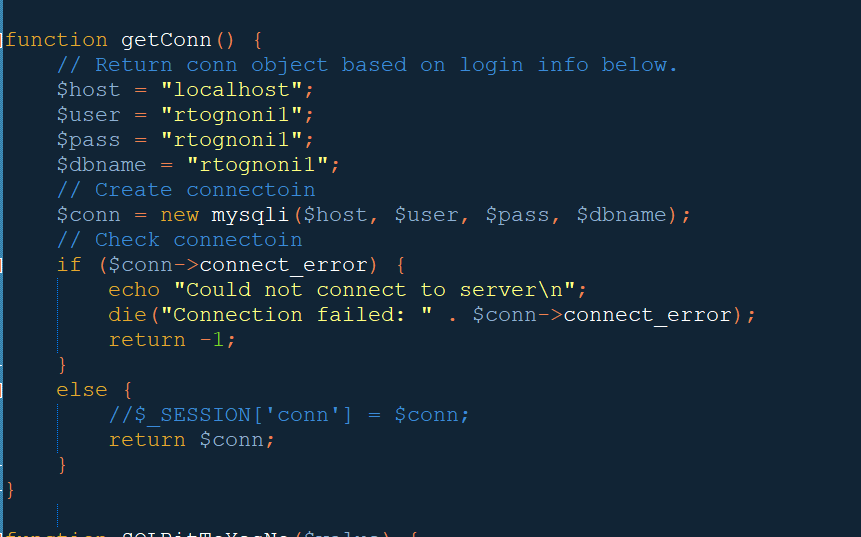 function getConn() {
// Return conn object based on login info below.
$host = "localhost";
$user = "rtognoni1";
$pass = "rtognoni1";
$dbname = "rtognoni1";
// Create connectoin
$conn = new mysqli($host, $user, $pass, $dbname);
// Check connectoin
if ($conn->connect_error) {
echo "Could not connect to server\n";
die("Connection failed: " . $conn->connect_error);
return -1;
}
else {
//$_SESSION['conn'] = $conn;
return $conn;
}
}
function SQLBitToYesNo($value) {